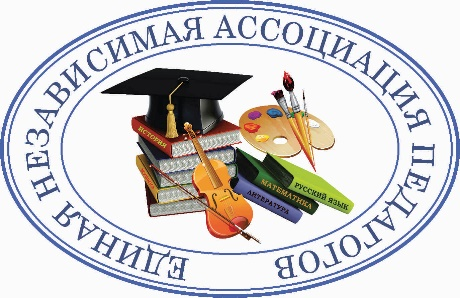 ЕДИНАЯ НЕЗАВИСИМАЯ АССОЦИАЦИЯ ПЕДАГОГОВ
ИСТОРИЯ
РУССКИЙ ЯЗЫК
МАТЕМАТИКА
ЛИТЕРАТУРА